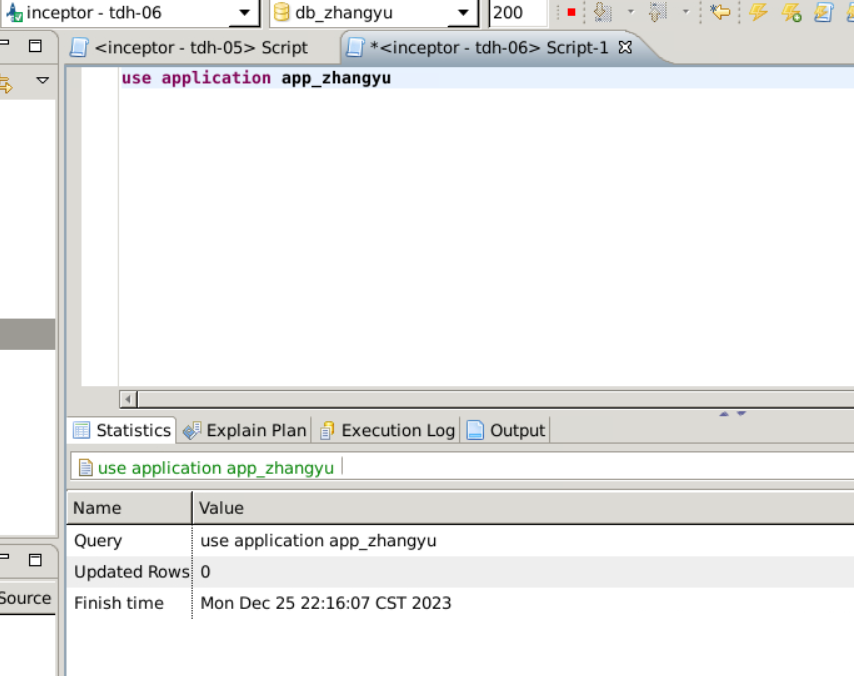 inceptor - tdh-06 db_zhangyu 200
<inceptor - tdh-05> Script *<inceptor - tdh-06> Script-1
use application app_zhangyu
Statistics Explain Plan Execution Log Output
use application app_zhangyu
Name Value
Query use application app_zhangyu
Updated Rows 0
Finish time Mon Dec 25 22:16:07 CST 2023
Source